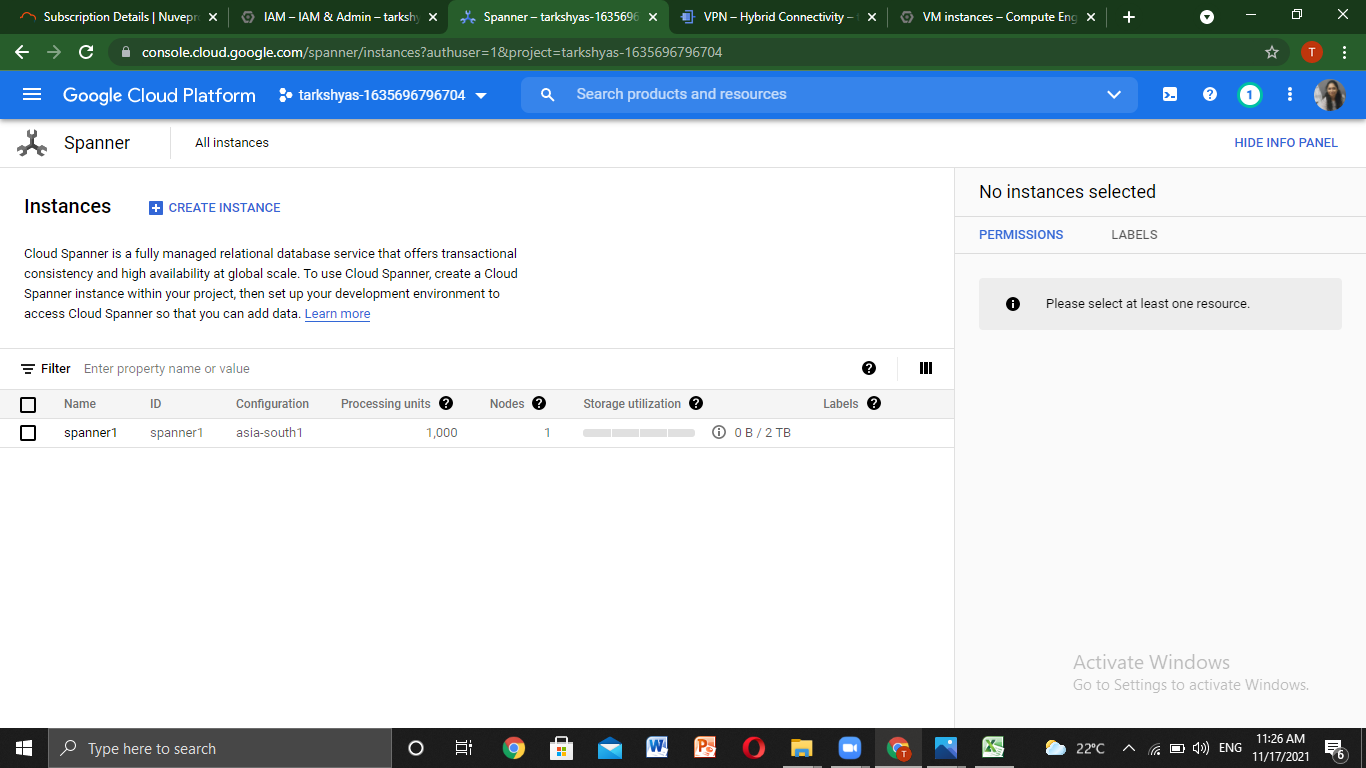 Subscription Details | Nuvepr
IAM – IAM & Admin – tarkshy
Spanner – tarkshyas-1635696
VPN – Hybrid Connectivity –
VM instances – Compute Eng
console.cloud.google.com/spanner/instances?authuser=1&project=tarkshyas-1635696796704
T
Google Cloud Platform
tarkshyas-1635696796704
Search products and resources
1
Spanner
All instances
HIDE INFO PANEL
Instances
CREATE INSTANCE
Cloud Spanner is a fully managed relational database service that offers transactional
consistency and high availability at global scale. To use Cloud Spanner, create a Cloud
Spanner instance within your project, then set up your development environment to
access Cloud Spanner so that you can add data. Learn more
No instances selected
PERMISSIONS LABELS
Please select at least one resource.
Filter Enter property name or value
Name ID Configuration Processing units Nodes Storage utilization Labels
spanner1 spanner1 asia-south1 1,000 1 0 B / 2 TB
Activate Windows
Go to Settings to activate Windows.
Type here to search
22°C
ENG
11:26 AM
11/17/2021
6